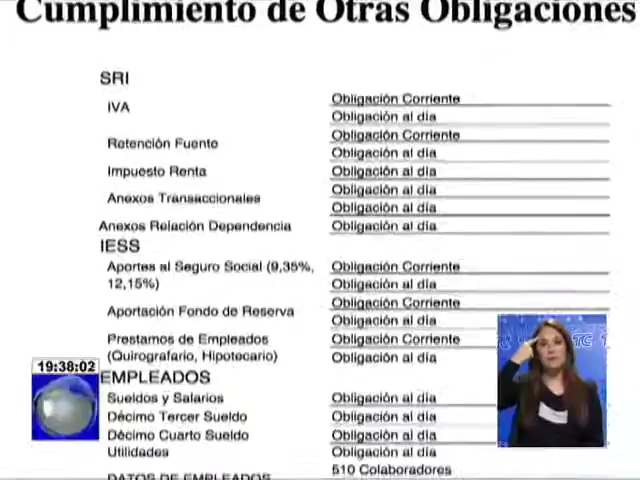 Cumplimiento de Otras Obligaciones
SRI
Obligación Corriente
IVA
Obligación al día
Obligación Corriente
Retención Fuente
Obligación al día
Impuesto Renta
Obligación al día
Obligación al día
Anexos Transaccionales
Obligación al día
Anexos Relación Dependencia
Obligación al día
IESS
Aportes al Seguro Social (9,35%,
Obligación Corriente
12,15%)
Obligación al día
Obligación Corriente
Aportación Fondo de Reserva
Obligación al día
Prestamos de Empleados
Obligación Corriente
(Quirografario, Hipotecario)
Obligación al día
TC
19:38:02
EMPLEADOS
Sueldos y Salarios
Obligación al día
Décimo Tercer Sueldo
Obligación al día
Décimo Cuarto Sueldo
Obligación al día
Utilidades
Obligación al día
510 Colaboradores
DATOS DE EMPLEADOS